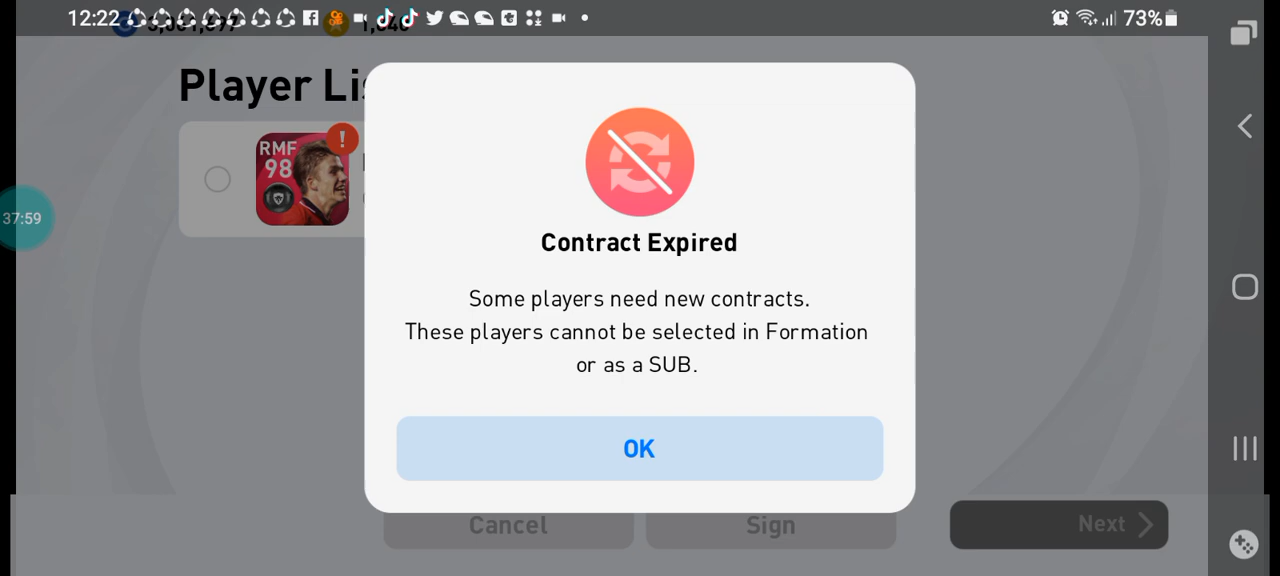 12:22
73%
Player Li
RMF
98
!
37:59
Contract Expired
Some players need new contracts.
These players cannot be selected in Formation
or as a SUB.
OK
Cancel
Sign
Next